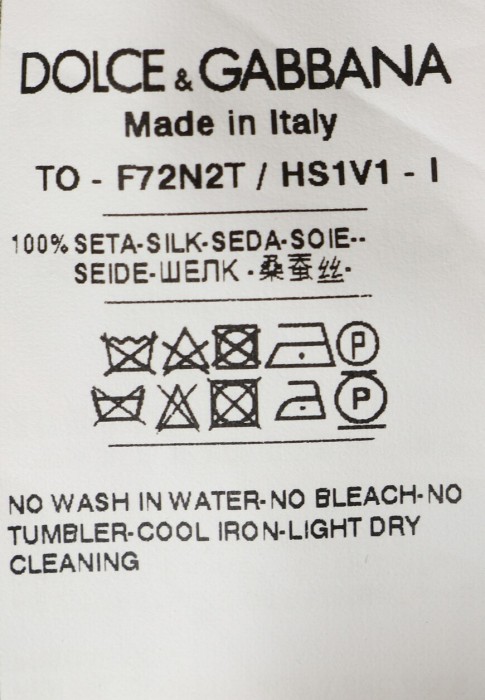 DOLCE & GABBANA
Made in Italy
TO - F72N2T / HS1V1 - I
100% SETA-SILK-SEDA-SOIE--
SEIDE-ШЕЛК-桑蚕丝-
P
P
NO WASH IN WATER-NO BLEACH-NO
TUMBLER-COOL IRON-LIGHT DRY
CLEANING